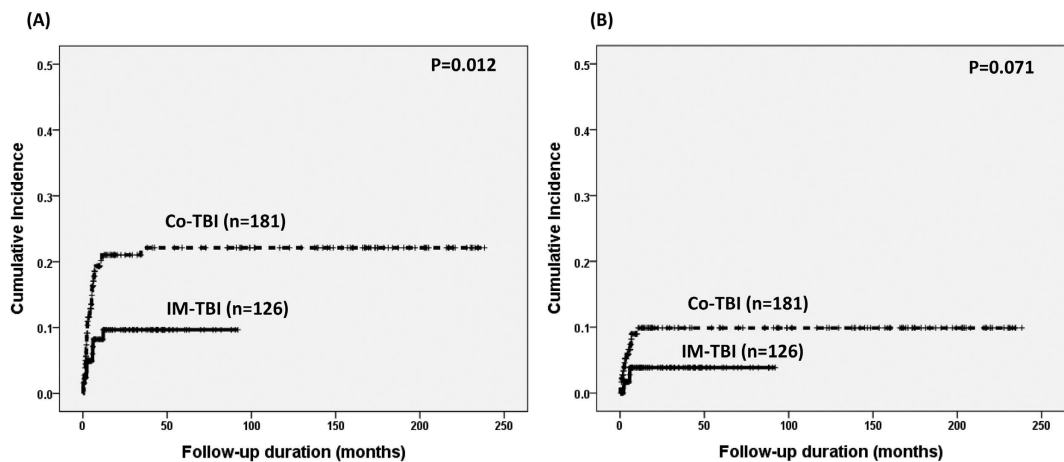 (A)
P=0.012
0.5
0.4
0.3
0.2
0.1
0.0
Cumulative Incidence
Co-TBI (n=181)
IM-TBI (n=126)
0 50 100 150 200 250
Follow-up duration (months)
(B)
P=0.071
0.5
0.4
0.3
0.2
0.1
0.0
Cumulative Incidence
Co-TBI (n=181)
IM-TBI (n=126)
0 50 100 150 200 250
Follow-up duration (months)